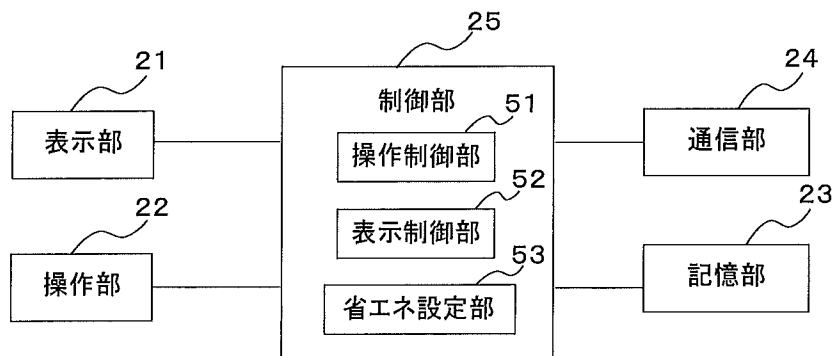 25
21
表示部
22
操作部
制御部
51
操作制御部
52
表示制御部
53
省エネ設定部
24
通信部
23
記憶部